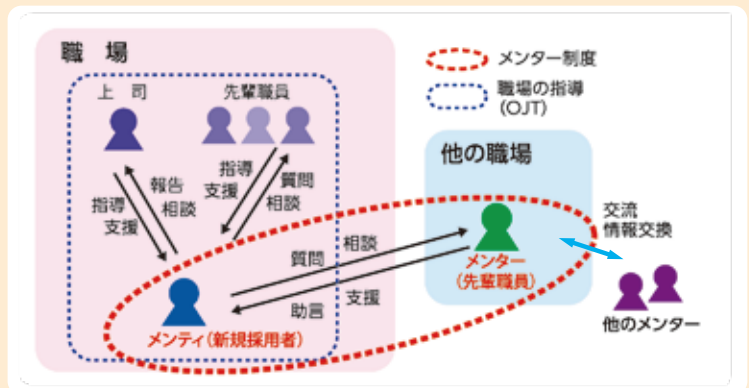 職　場
上　司
先輩職員
指導
支援
報告
相談
指導
支援
質問
相談
質問
相談
助言
支援
メンティ(新規採用者)
メンター制度
職場の指導
(OJT)
他の職場
メンター
(先輩職員)
交流
情報交換
他のメンター